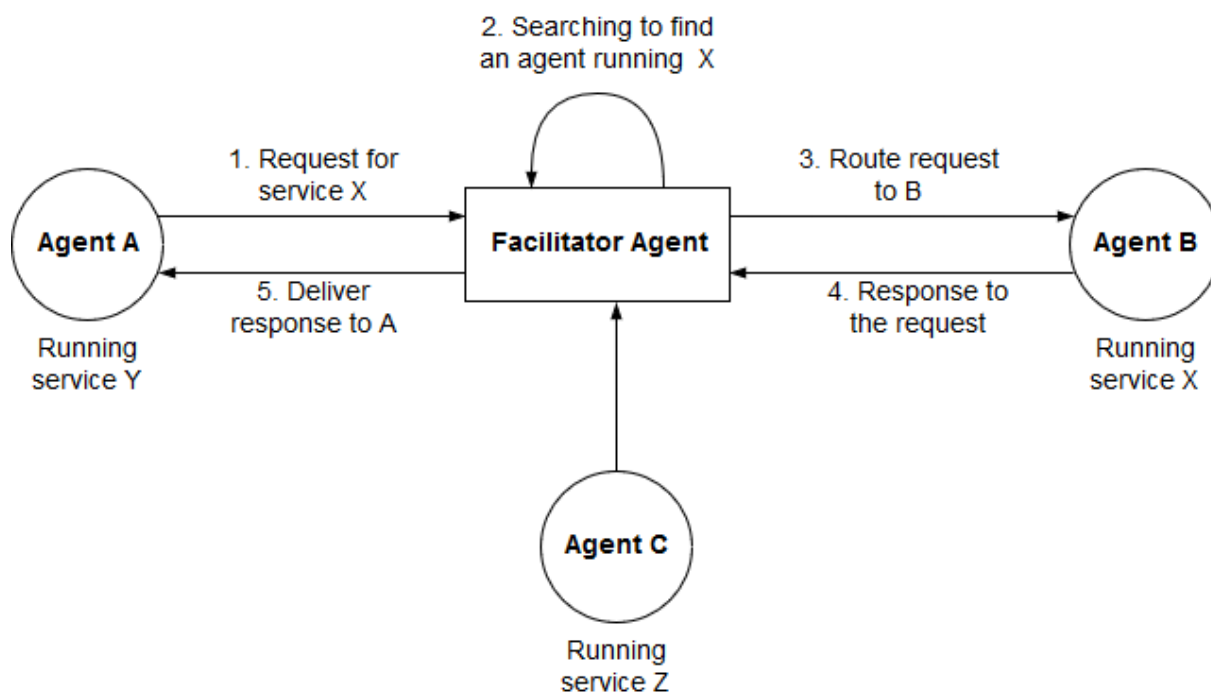 2. Searching to find
an agent running X
1. Request for
service X
3. Route request
to B
Agent A
Facilitator Agent
Agent B
5. Deliver
response to A
4. Response to
the request
Running
service Y
Running
service X
Agent C
Running
service Z